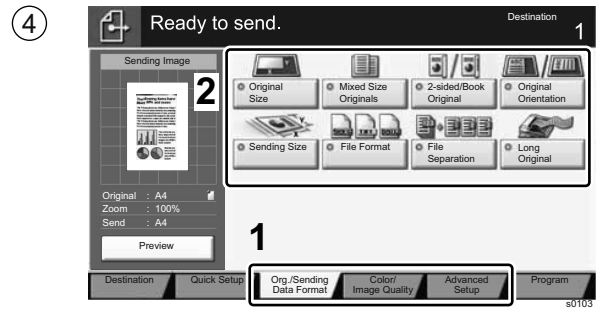 4
Ready to send.
Destination
1
Sending Image
2
Original
Size
Mixed Size
Originals
2-sided/Book
Original
Original
Orientation
Sending Size
File Format
File
Separation
Long
Original
Original : A4
Zoom : 100%
Send : A4
Preview
1
Destination
Quick Setup
Org./Sending
Data Format
Color/
Image Quality
Advanced
Setup
Program
s0103